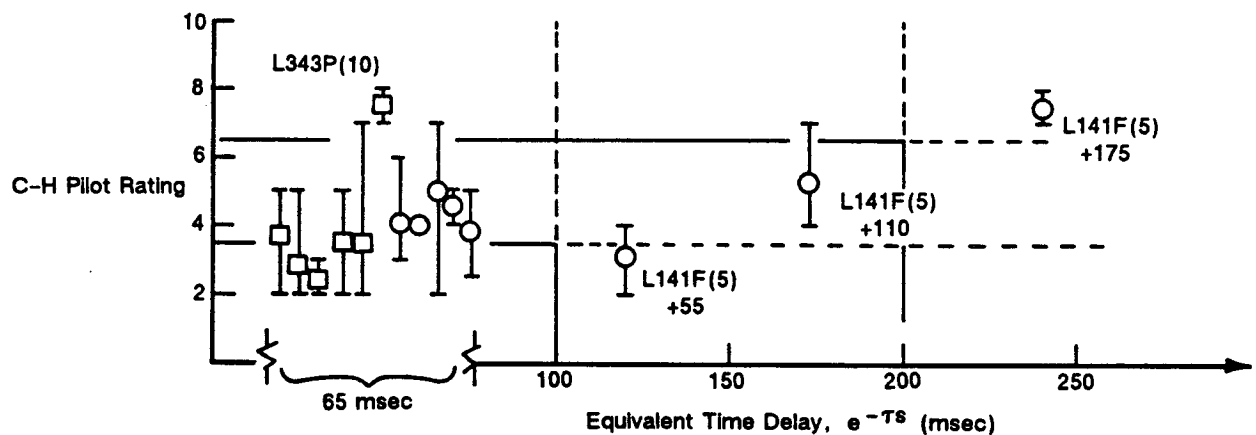 10
L343P(10)
8
6
C-H Pilot Rating
4
2
0
L141F(5)
+55
L141F(5)
+110
L141F(5)
+175
65 msec
100
150
200
250
Equivalent Time Delay, e^-τs (msec)